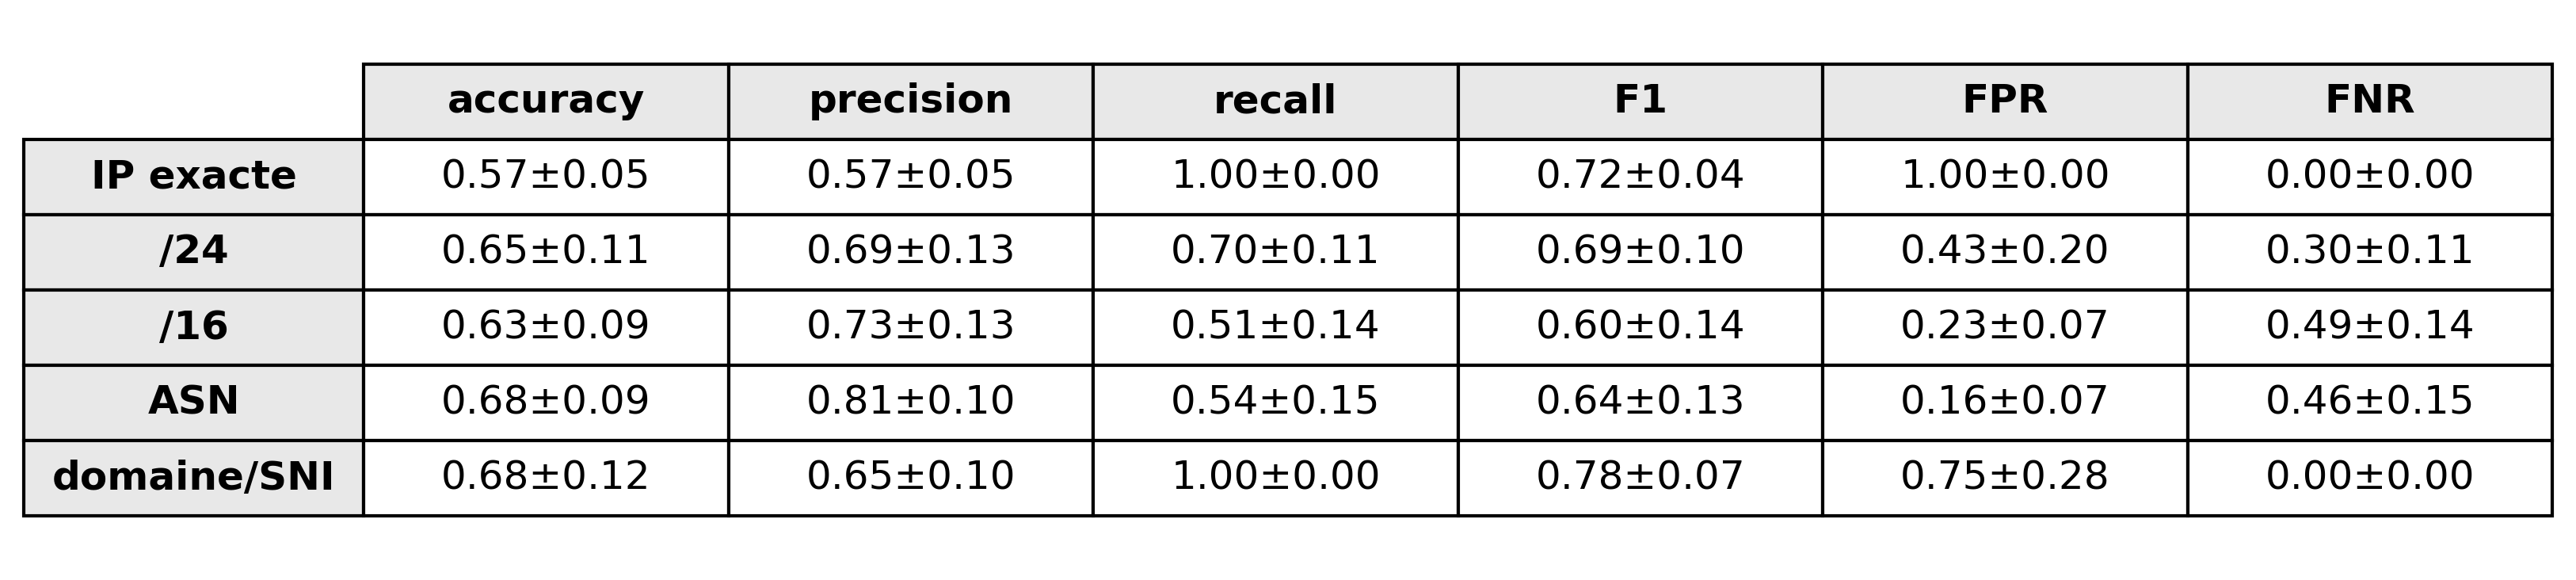 accuracy precision recall F1 FPR FNR
IP exacte 0.57±0.05 0.57±0.05 1.00±0.00 0.72±0.04 1.00±0.00 0.00±0.00
/24 0.65±0.11 0.69±0.13 0.70±0.11 0.69±0.10 0.43±0.20 0.30±0.11
/16 0.63±0.09 0.73±0.13 0.51±0.14 0.60±0.14 0.23±0.07 0.49±0.14
ASN 0.68±0.09 0.81±0.10 0.54±0.15 0.64±0.13 0.16±0.07 0.46±0.15
domaine/SNI 0.68±0.12 0.65±0.10 1.00±0.00 0.78±0.07 0.75±0.28 0.00±0.00